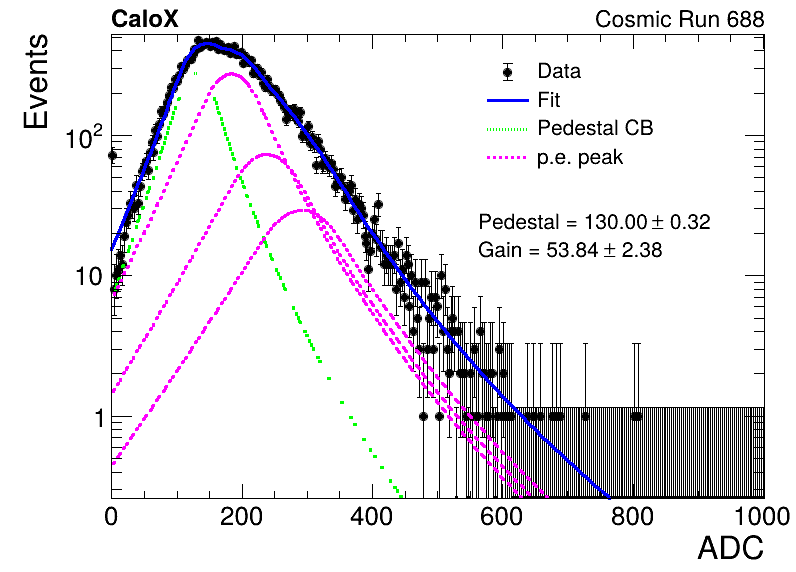 CaloX Cosmic Run 688
Events
Data
Fit
Pedestal CB
p.e. peak
Pedestal = 130.00 ± 0.32
Gain = 53.84 ± 2.38
10²
10
1
0 200 400 600 800 1000
ADC